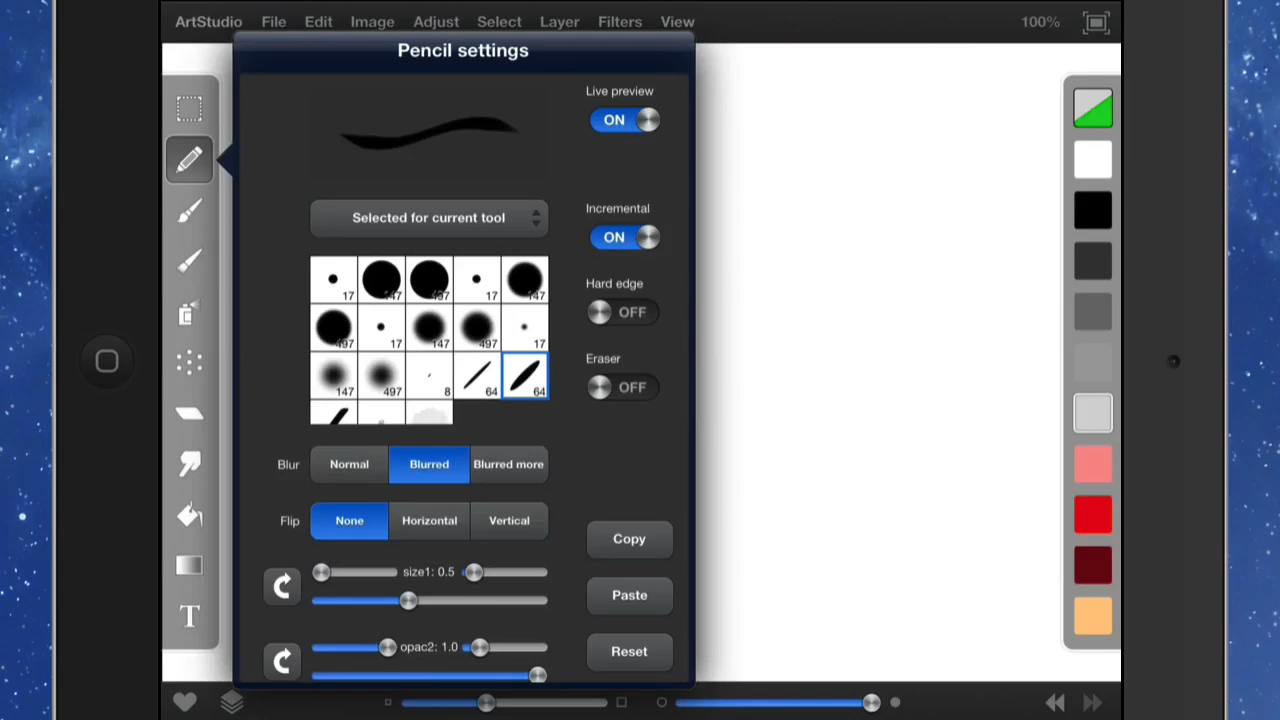 ArtStudio File Edit Image Adjust Select Layer Filters View 100%
Pencil settings
Live preview
ON
Selected for current tool
Incremental
ON
17 147 497 17 147
497 17 147 497 17
147 497 8 64 64
Hard edge
OFF
Eraser
OFF
Blur Normal Blurred Blurred more
Flip None Horizontal Vertical
size1: 0.5
opac2: 1.0
Copy
Paste
Reset
T